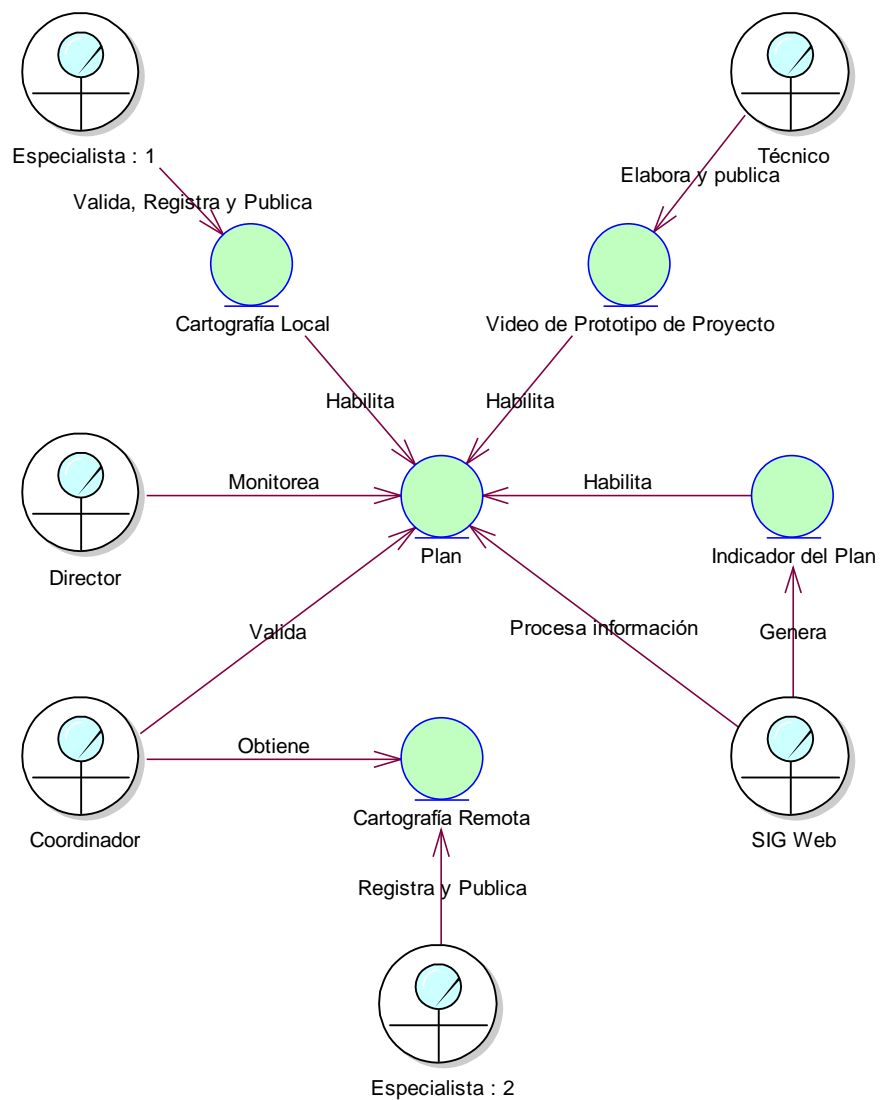 Especialista : 1
Técnico
Elabora y publica
Valida, Registra y Publica
Cartografía Local
Video de Prototipo de Proyecto
Habilita
Habilita
Monitorea
Habilita
Director
Plan
Indicador del Plan
Valida
Procesa información
Genera
Obtiene
Coordinador
Cartografía Remota
SIG Web
Registra y Publica
Especialista : 2